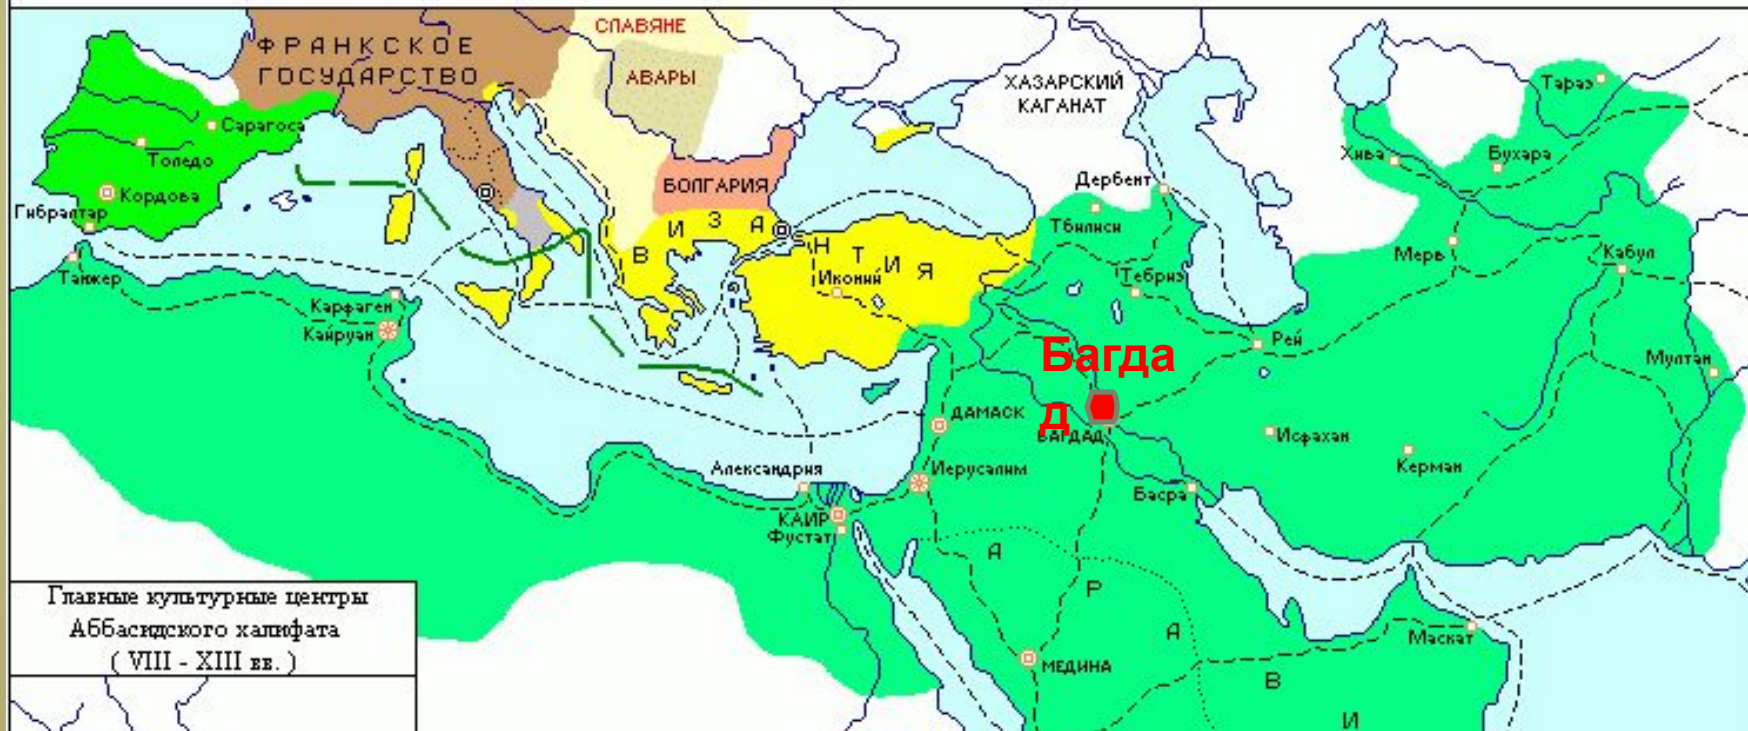 СЛАВЯНЕ
ФРАНКСКОЕ
ГОСУДАРСТВО
АВАРЫ
ХАЗАРСКИЙ
КАГАНАТ
Тараз
Сарагоса
Толедо
Кордова
Гибралтар
Танжер
БОЛГАРИЯ
ВИЗАНТИЯ
Иконий
Дербент
Тбилиси
Тебриз
Хива
Бухара
Мерв
Кабул
Карфаген
Кайруан
Рей
Мултан
Багда
д
БАГДАД
ДАМАСК
Исфахан
Керман
Александрия
Иерусалим
Басра
КАИР
Фустат
АРАВИ
МЕДИНА
Маскат
Главные культурные центры
Аббасидского халифата
( VIII - XIII вв. )